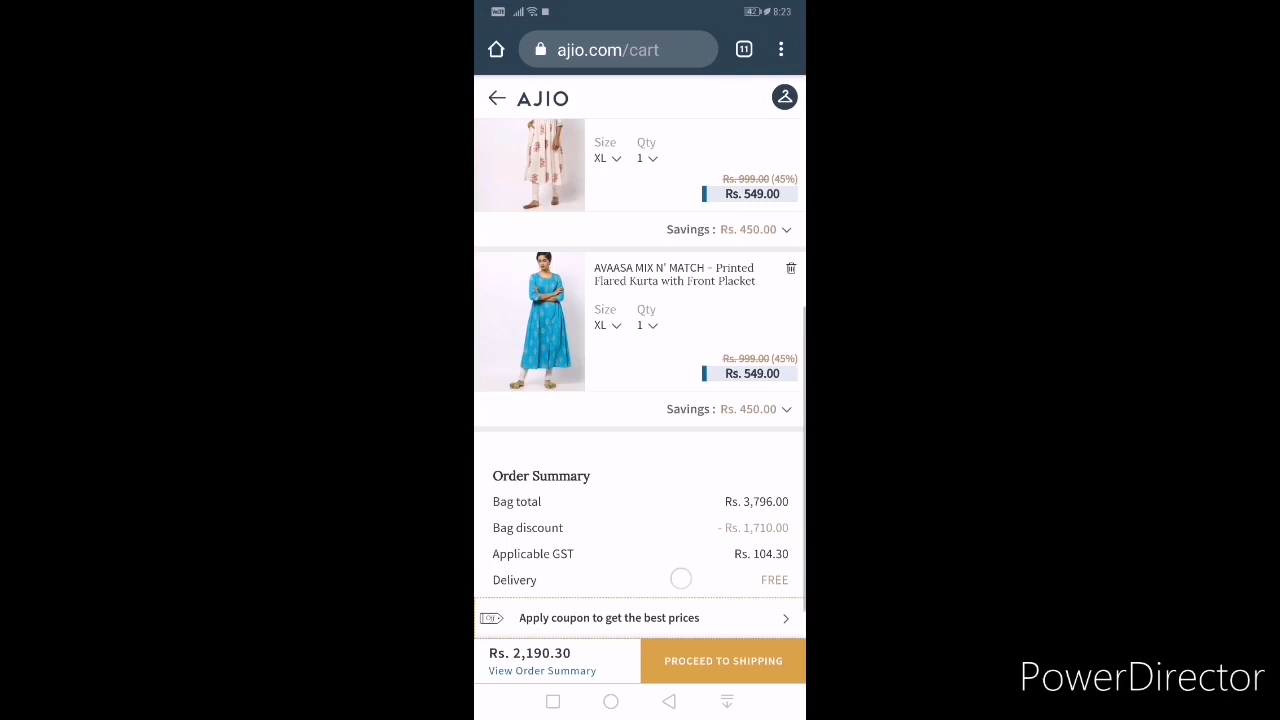 VoLTE 42 8:23
ajio.com/cart 11
AJIO
Size Qty
XL 1
Rs. 999.00 (45%)
Rs. 549.00
Savings : Rs. 450.00
AVAASA MIX N' MATCH - Printed
Flared Kurta with Front Placket
Size Qty
XL 1
Rs. 999.00 (45%)
Rs. 549.00
Savings : Rs. 450.00
Order Summary
Bag total Rs. 3,796.00
Bag discount - Rs. 1,710.00
Applicable GST Rs. 104.30
Delivery FREE
Off Apply coupon to get the best prices
Rs. 2,190.30
View Order Summary
PROCEED TO SHIPPING
PowerDirector